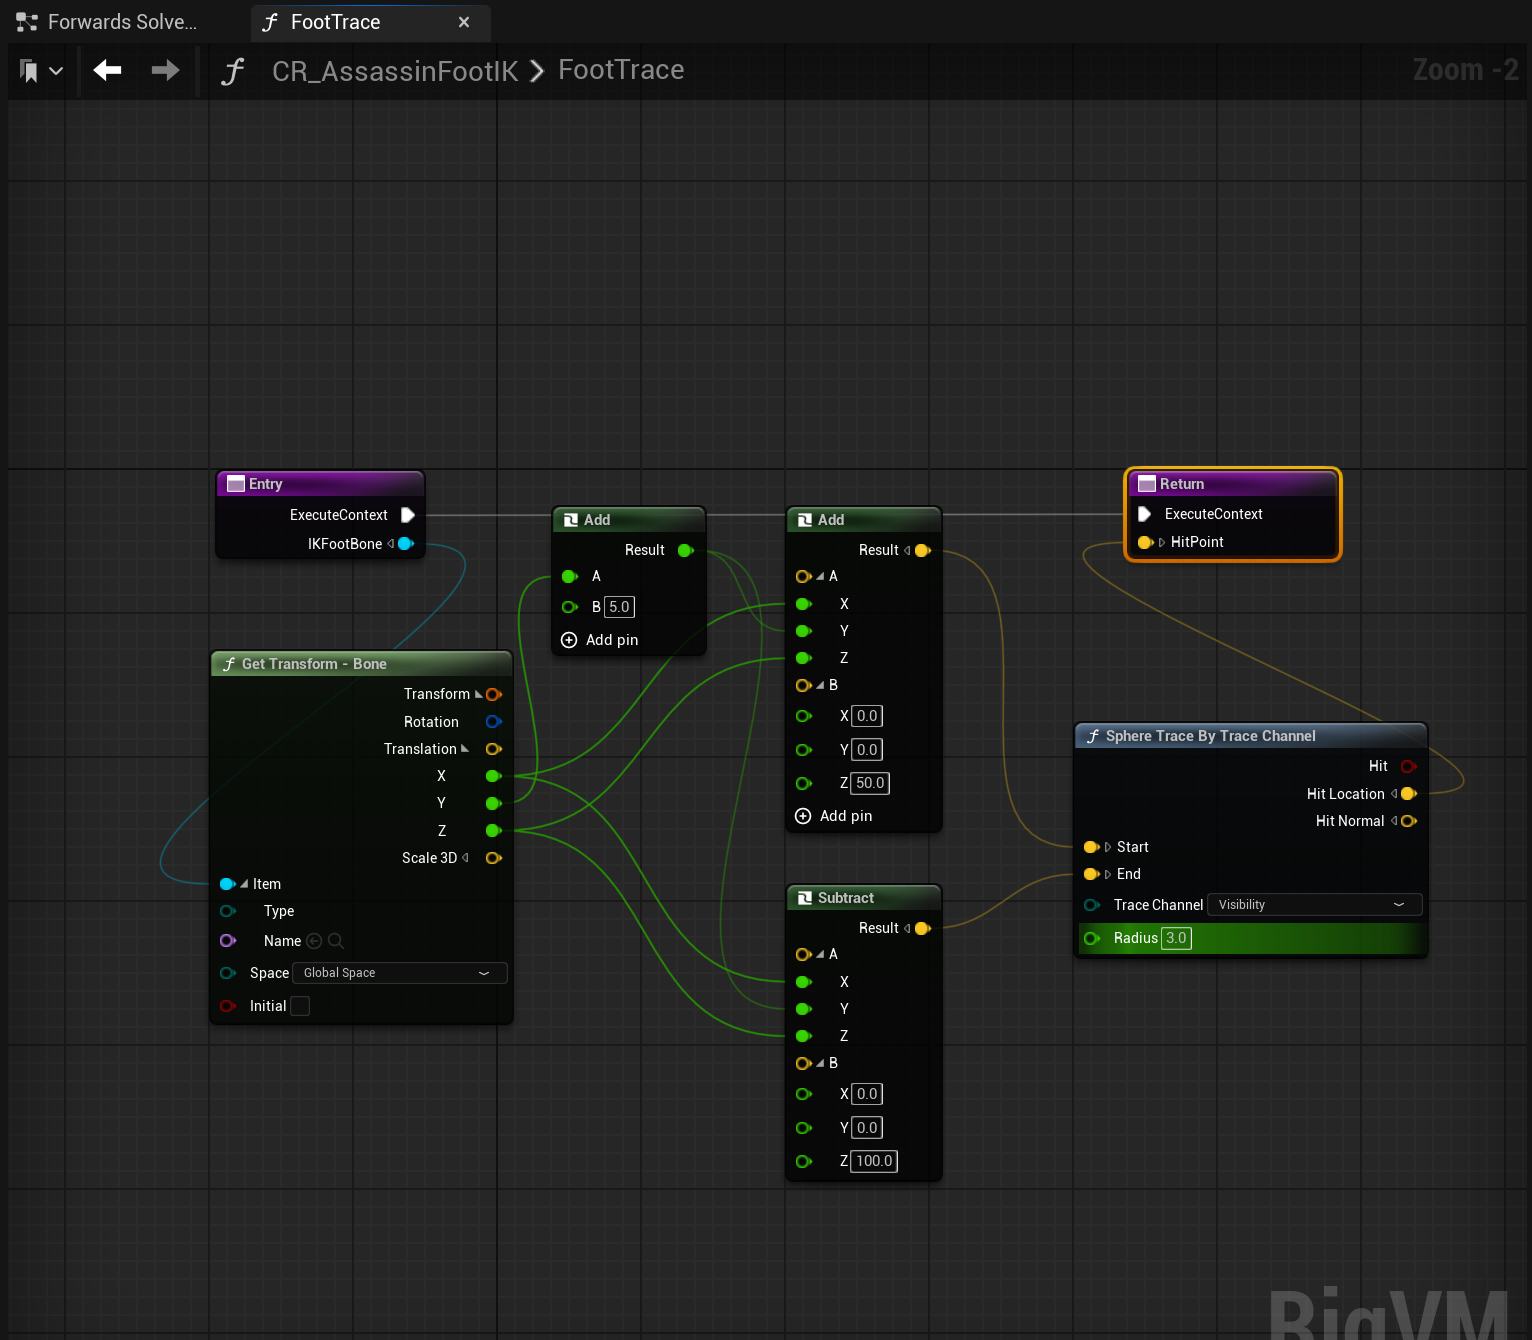 Forwards Solve...
FootTrace
CR_AssassinFootIK
FootTrace
Zoom -2
Entry
ExecuteContext
IKFootBone
Add
Result
A
B 5.0
Add pin
Add
Result
A
X
Y
Z
B
X 0.0
Y 0.0
Z 50.0
Add pin
Return
ExecuteContext
HitPoint
Get Transform - Bone
Transform
Rotation
Translation
X
Y
Z
Scale 3D
Item
Type
Name
Space Global Space
Initial
Sphere Trace By Trace Channel
Hit
Hit Location
Hit Normal
Start
End
Trace Channel Visibility
Radius 3.0
Subtract
Result
A
X
Y
Z
B
X 0.0
Y 0.0
Z 100.0
RigVM